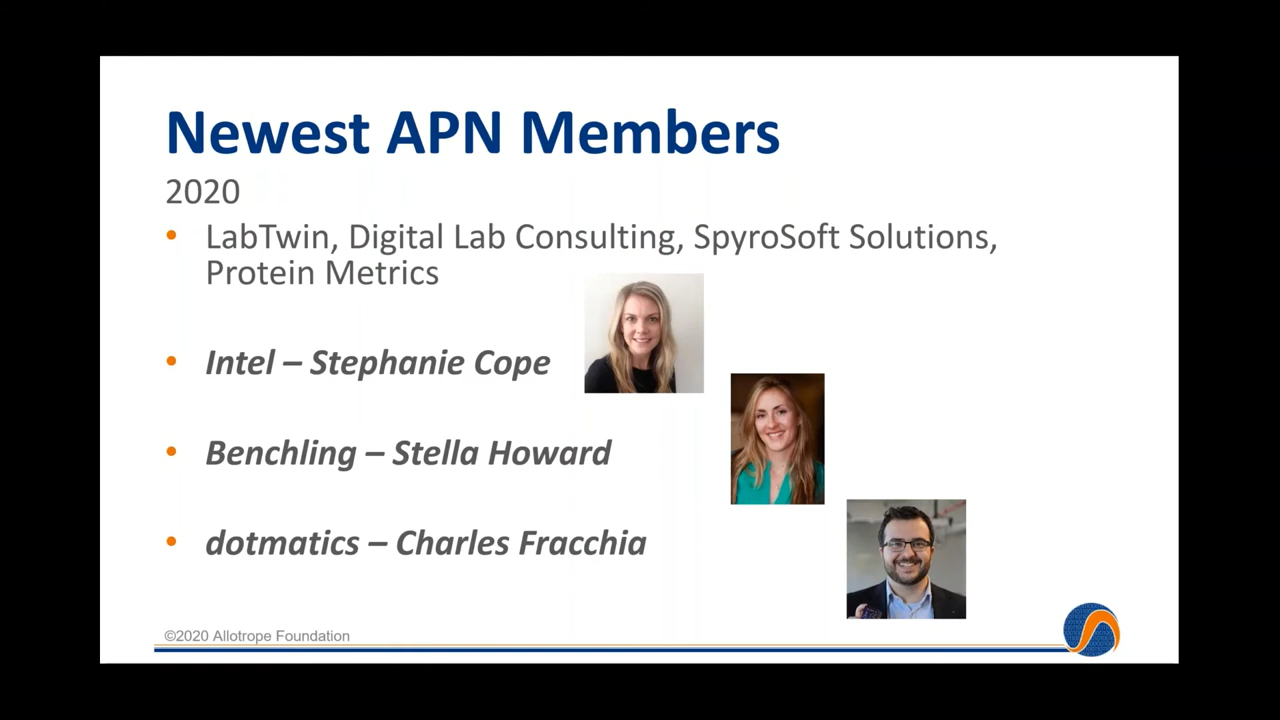 Newest APN Members
2020
• LabTwin, Digital Lab Consulting, SpyroSoft Solutions,
Protein Metrics
• Intel – Stephanie Cope
• Benchling – Stella Howard
• dotmatics – Charles Fracchia
©2020 Allotrope Foundation